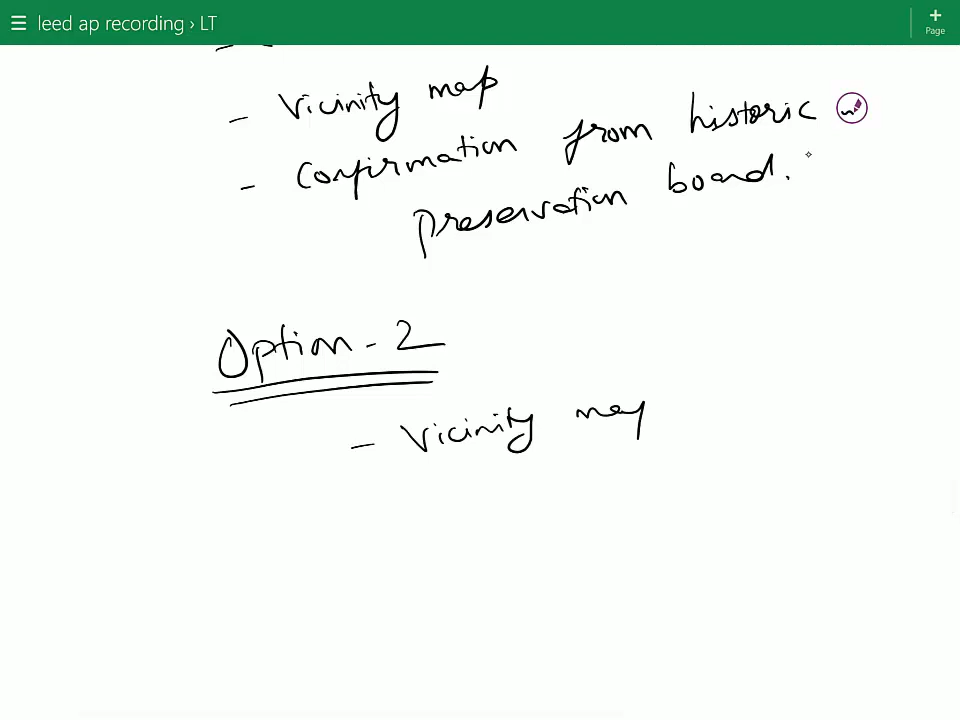 leed ap recording › LT
Page
- Vicinity map
- Confirmation from historic
preservation board.
Option - 2
- Vicinity map